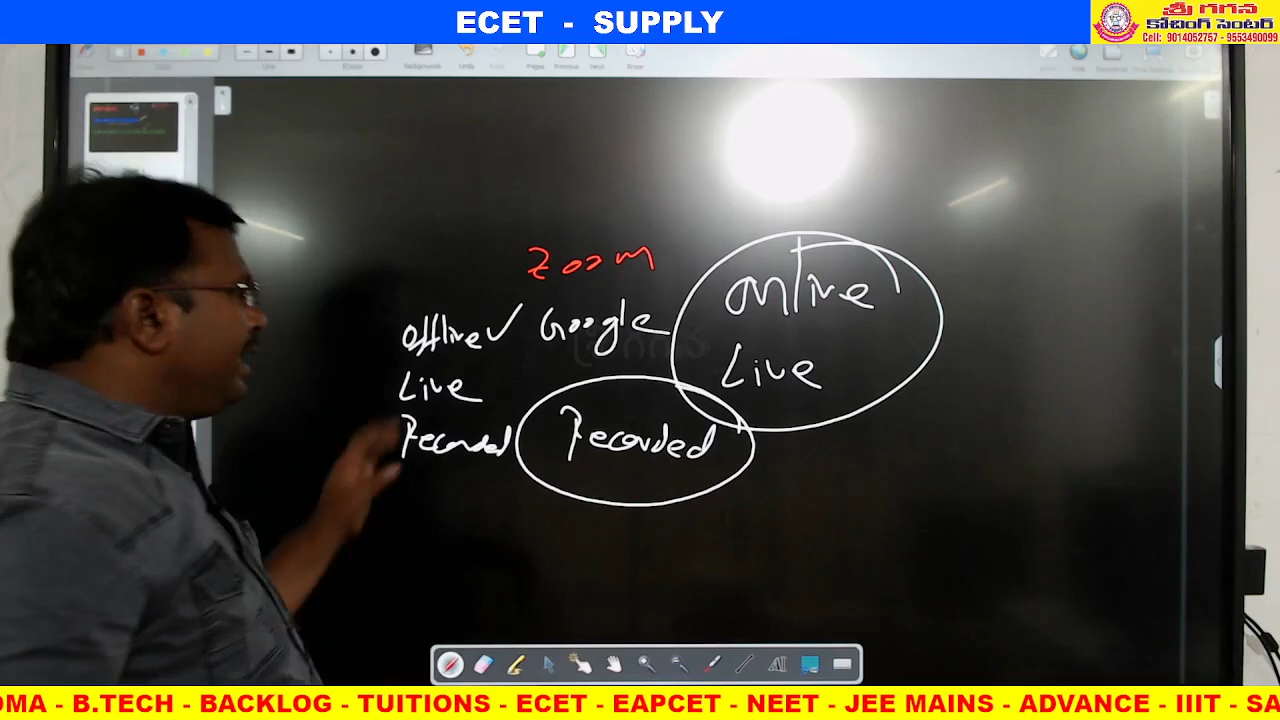 ECET - SUPPLY
శ్రీ గగన
కోచింగ్ సెంటర్
Cell: 9014052757 - 9553490099
Zoom
Offline ✓ Google
Online
Live
Live
Recorded
Recorded
OMA - B.TECH - BACKLOG - TUITIONS - ECET - EAPCET - NEET - JEE MAINS - ADVANCE - IIIT - SA